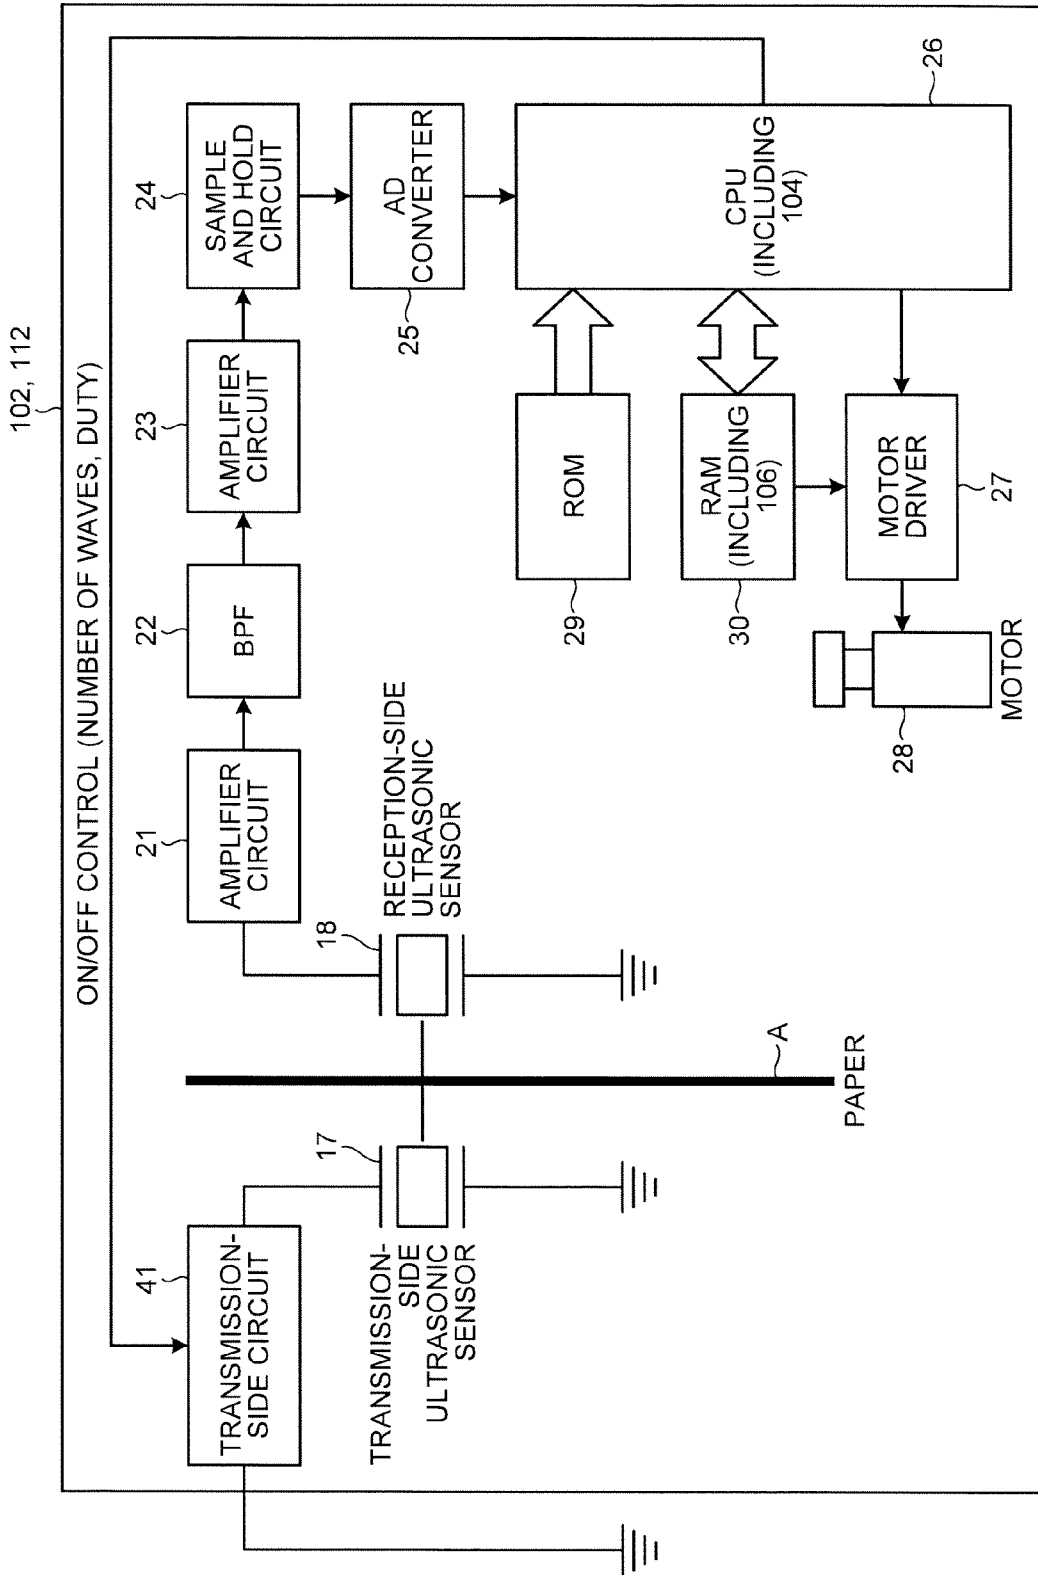 102, 112
ON/OFF CONTROL (NUMBER OF WAVES, DUTY)
41
TRANSMISSION-
SIDE CIRCUIT
21
AMPLIFIER
CIRCUIT
22
BPF
23
AMPLIFIER
CIRCUIT
24
SAMPLE
AND HOLD
CIRCUIT
17
TRANSMISSION-
SIDE
ULTRASONIC
SENSOR
18
RECEPTION-SIDE
ULTRASONIC
SENSOR
AD
CONVERTER
25
A
PAPER
ROM
29
CPU
(INCLUDING
104)
26
RAM
(INCLUDING
106)
30
MOTOR
DRIVER
27
28
MOTOR